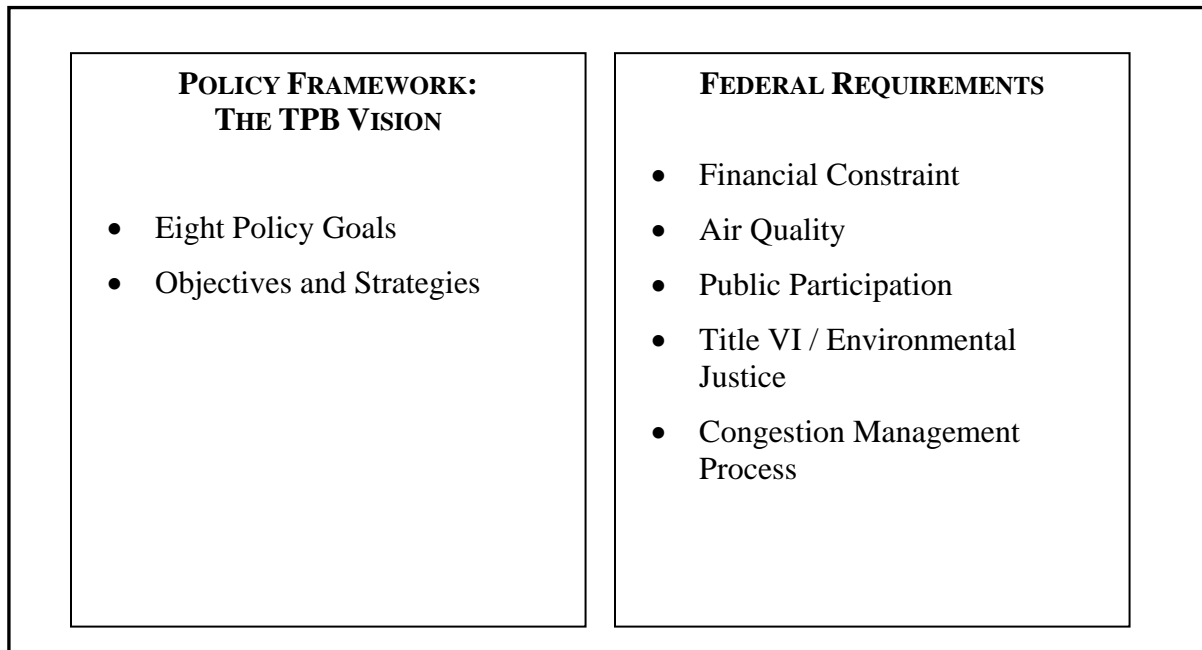 POLICY FRAMEWORK:
THE TPB VISION
• Eight Policy Goals
• Objectives and Strategies
FEDERAL REQUIREMENTS
• Financial Constraint
• Air Quality
• Public Participation
• Title VI / Environmental
Justice
• Congestion Management
Process